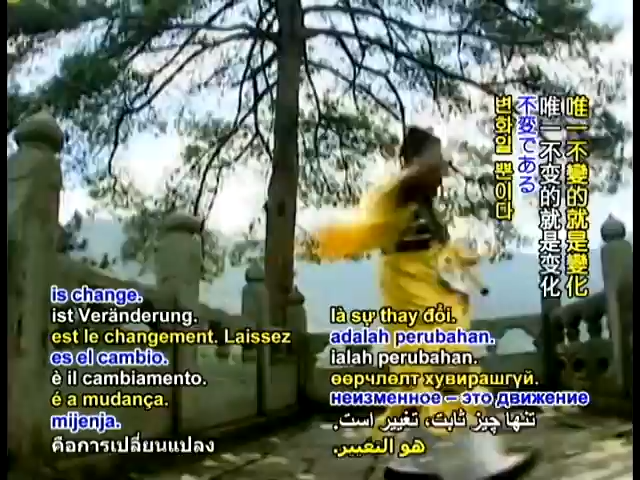 唯一不變的就是變化
唯一不变的就是变化
不変である
변화일 뿐이다
is change.
ist Veränderung.
est le changement. Laissez
es el cambio.
è il cambiamento.
é a mudança.
mijenja.
คือการเปลี่ยนแปลง
là sự thay đổi.
adalah perubahan.
ialah perubahan.
өөрчлөлт хувирашгүй.
неизменное – это движение
تنها چیز ثابت، تغییر است.
هو التغيير.